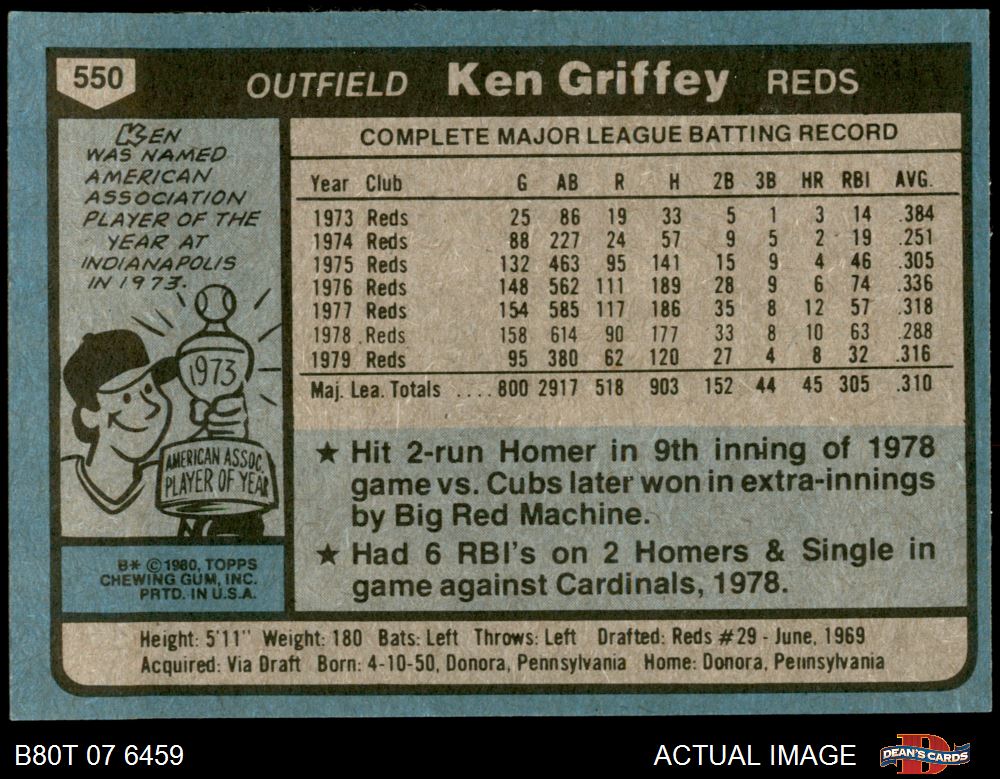 550 OUTFIELD Ken Griffey REDS
KEN
WAS NAMED
AMERICAN
ASSOCIATION
PLAYER OF THE
YEAR AT
INDIANAPOLIS
IN 1973.
1973
AMERICAN ASSOC.
PLAYER OF YEAR
B* © 1980, TOPPS
CHEWING GUM, INC.
PRTD. IN U.S.A.
COMPLETE MAJOR LEAGUE BATTING RECORD
Year Club G AB R H 2B 3B HR RBI AVG.
1973 Reds 25 86 19 33 5 1 3 14 .384
1974 Reds 88 227 24 57 9 5 2 19 .251
1975 Reds 132 463 95 141 15 9 4 46 .305
1976 Reds 148 562 111 189 28 9 6 74 .336
1977 Reds 154 585 117 186 35 8 12 57 .318
1978 Reds 158 614 90 177 33 8 10 63 .288
1979 Reds 95 380 62 120 27 4 8 32 .316
Maj. Lea. Totals .... 800 2917 518 903 152 44 45 305 .310
★ Hit 2-run Homer in 9th inning of 1978
game vs. Cubs later won in extra-innings
by Big Red Machine.
★ Had 6 RBI's on 2 Homers & Single in
game against Cardinals, 1978.
Height: 5'11" Weight: 180 Bats: Left Throws: Left Drafted: Reds #29 - June, 1969
Acquired: Via Draft Born: 4-10-50, Donora, Pennsylvania Home: Donora, Pennsylvania
B80T 07 6459 ACTUAL IMAGE DEAN'S CARDS